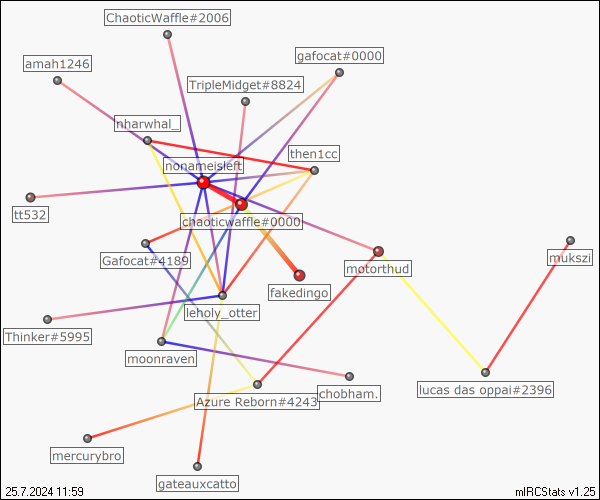 ChaoticWaffle#2006
gafocat#0000
amah1246
TripleMidget#8824
nharwhal_
then1cc
nonameisleft
tt532
chaoticwaffle#0000
Gafocat#4189
motorthud
mukszi
fakedingo
leholy_otter
Thinker#5995
moonraven
chobham.
lucas das oppai#2396
Azure Reborn#4243
mercurybro
gateauxcatto
25.7.2024 11:59
mIRCStats v1.25